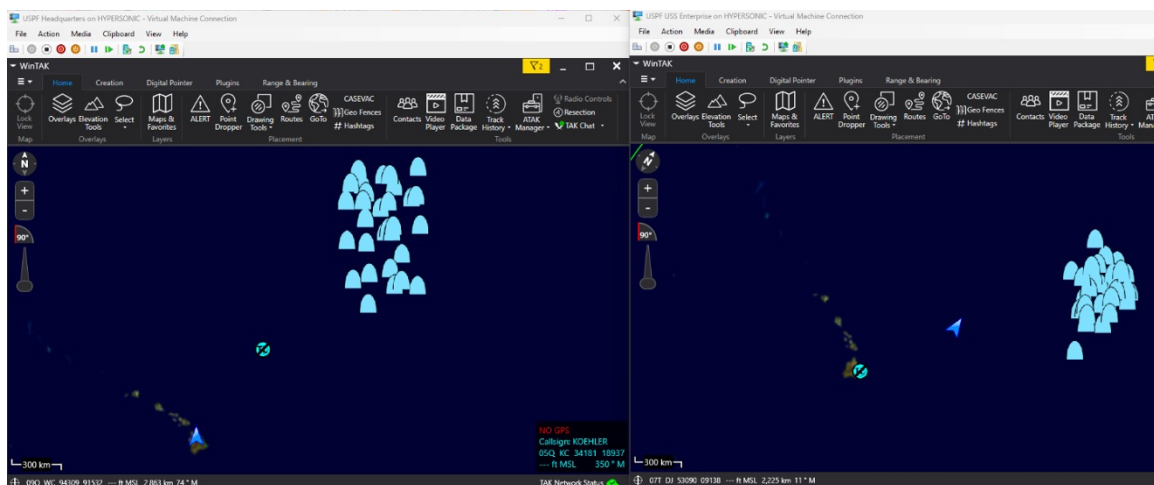 USPF Headquarters on HYPERSONIC - Virtual Machine Connection
File Action Media Clipboard View Help
WinTAK
2
Home Creation Digital Pointer Plugins Range & Bearing
Lock View
Overlays
Elevation Tools
Select
Maps & Favorites
ALERT
Point Dropper
Drawing Tools
Routes
GoTo
CASEVAC
Geo Fences
# Hashtags
Contacts
Video Player
Data Package
Track History
ATAK Manager
Radio Controls
Resection
TAK Chat
Map Overlays Layers Placement Tools
N
+
-
90°
NO GPS
Callsign: KOEHLER
05Q KC 34181 18937
--- ft MSL 350° M
300 km
09Q WC 94309 91532 --- ft MSL 2,863 km 74° M
TAK Network Status
USPF USS Enterprise on HYPERSONIC - Virtual Machine Connection
File Action Media Clipboard View Help
WinTAK
Home Creation Digital Pointer Plugins Range & Bearing
Lock View
Overlays
Elevation Tools
Select
Maps & Favorites
ALERT
Point Dropper
Drawing Tools
Routes
GoTo
CASEVAC
Geo Fences
# Hashtags
Contacts
Video Player
Data Package
Track History
Map Overlays Layers Placement Tools
N
+
-
90°
300 km
07T DJ 53090 09138 --- ft MSL 2,225 km 11° M